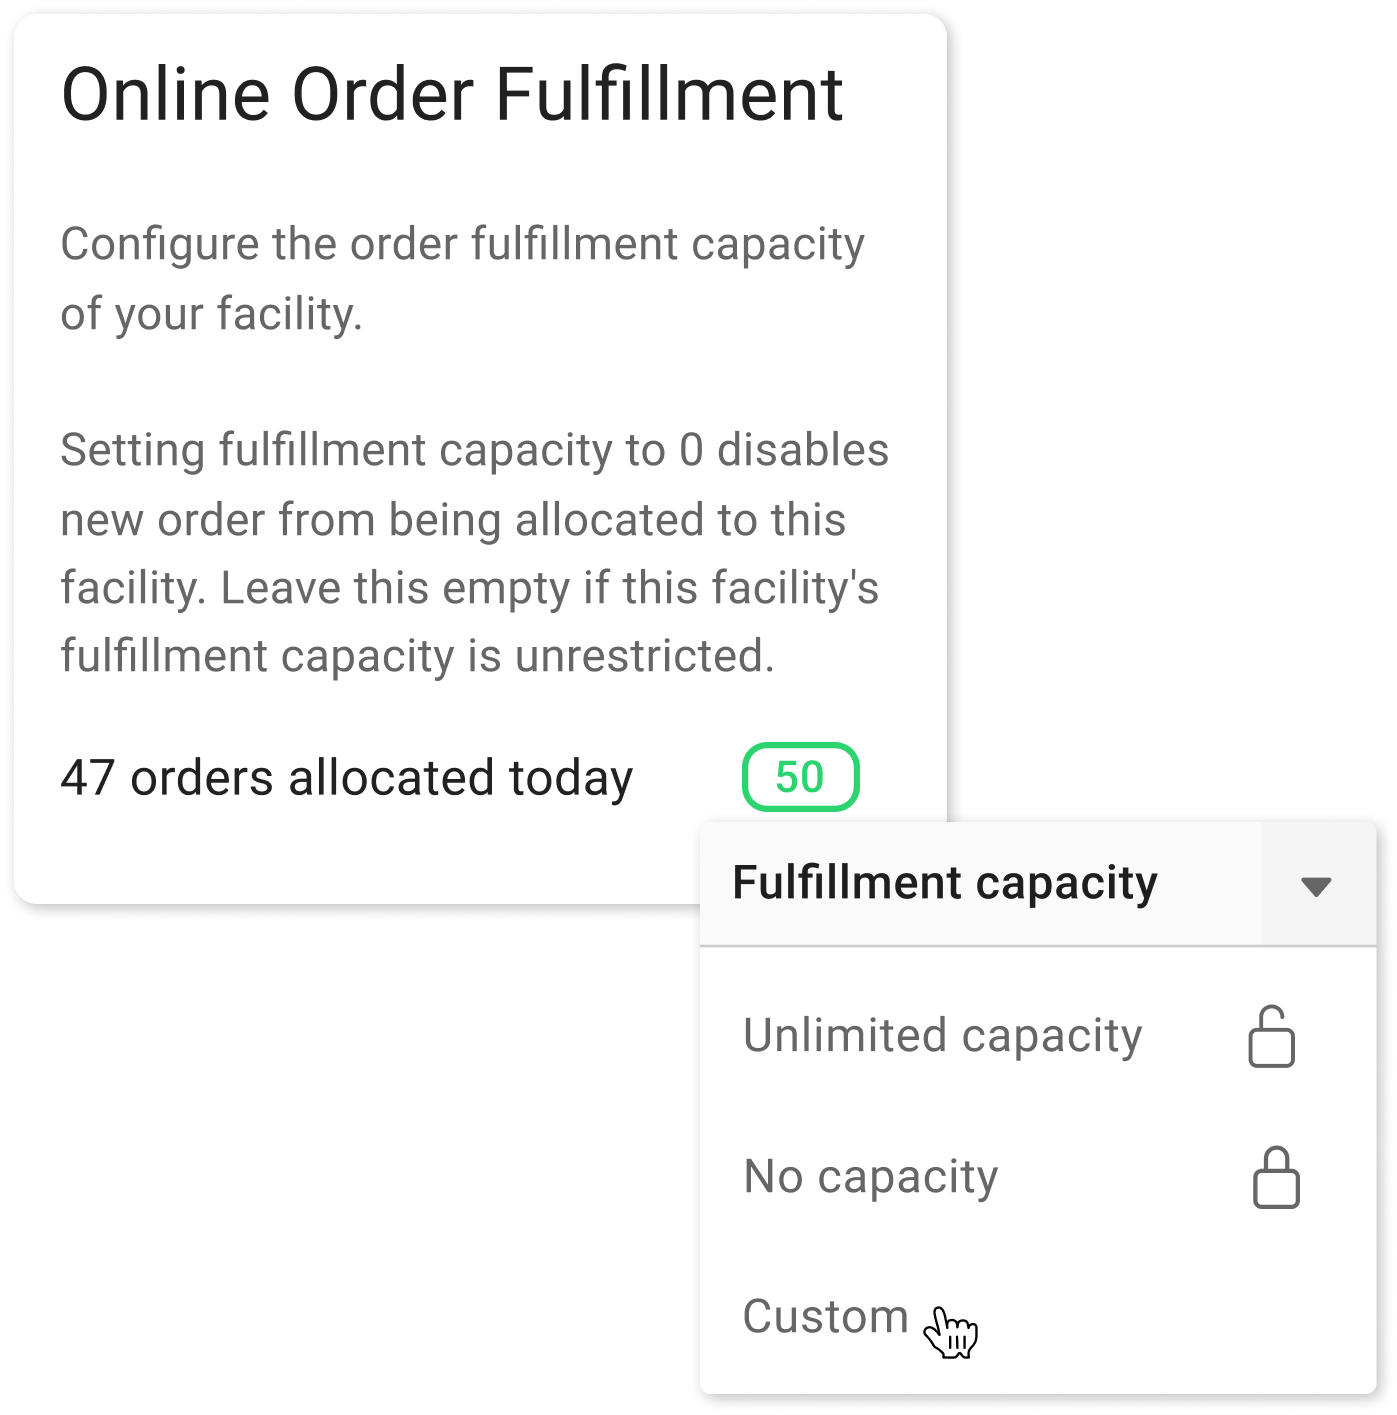 Online Order Fulfillment
Configure the order fulfillment capacity
of your facility.
Setting fulfillment capacity to 0 disables
new order from being allocated to this
facility. Leave this empty if this facility's
fulfillment capacity is unrestricted.
47 orders allocated today 50
Fulfillment capacity
Unlimited capacity
No capacity
Custom